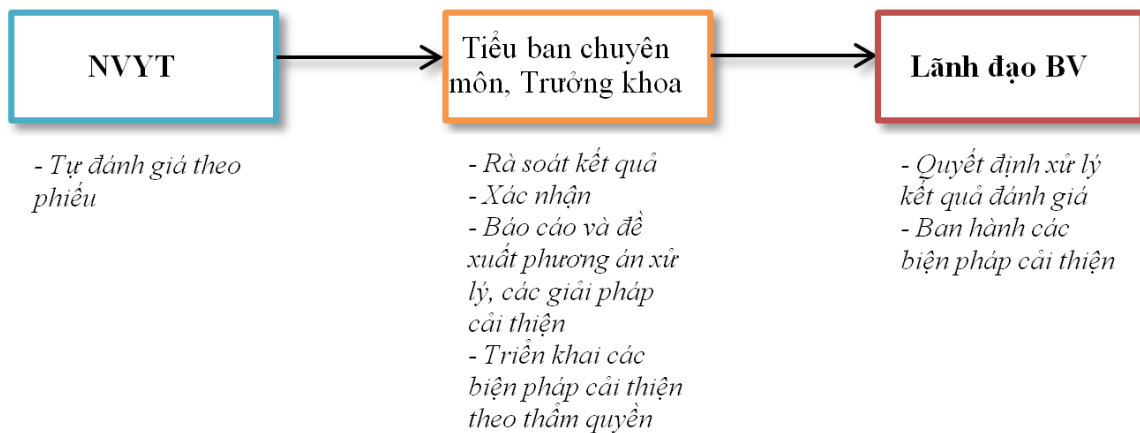 NVYT
- Tự đánh giá theo
phiếu
Tiểu ban chuyên
môn, Trưởng khoa
- Rà soát kết quả
- Xác nhận
- Báo cáo và đề
xuất phương án xử
lý, các giải pháp
cải thiện
- Triển khai các
biện pháp cải thiện
theo thẩm quyền
Lãnh đạo BV
- Quyết định xử lý
kết quả đánh giá
- Ban hành các
biện pháp cải thiện